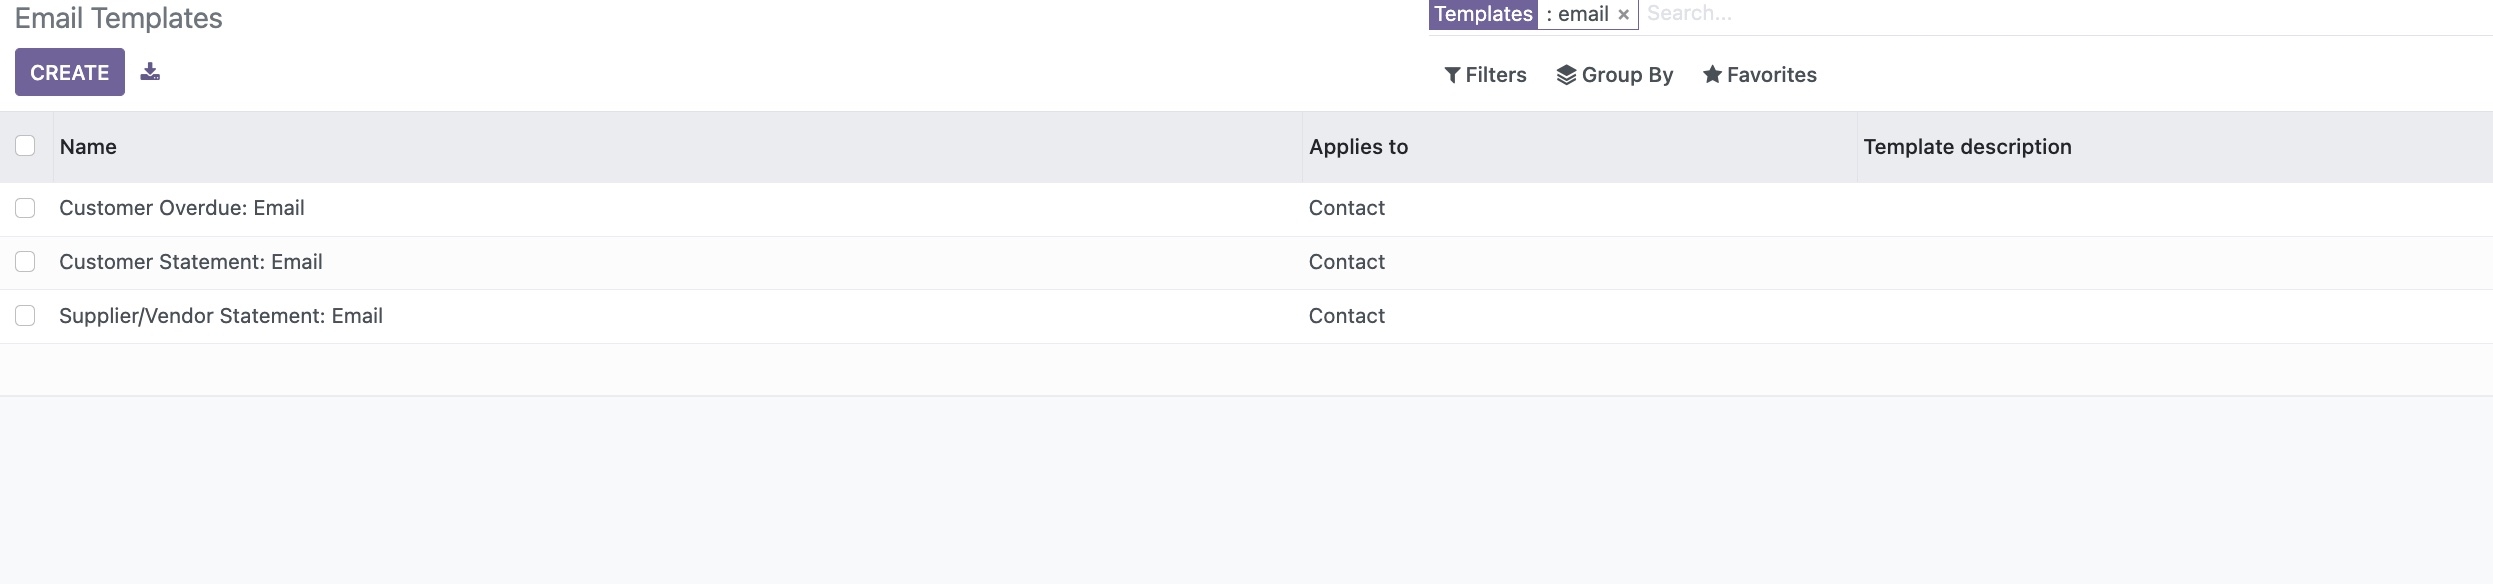 Email Templates
Templates : email × Search...
CREATE
Filters Group By Favorites
Name Applies to Template description
Customer Overdue: Email Contact
Customer Statement: Email Contact
Supplier/Vendor Statement: Email Contact